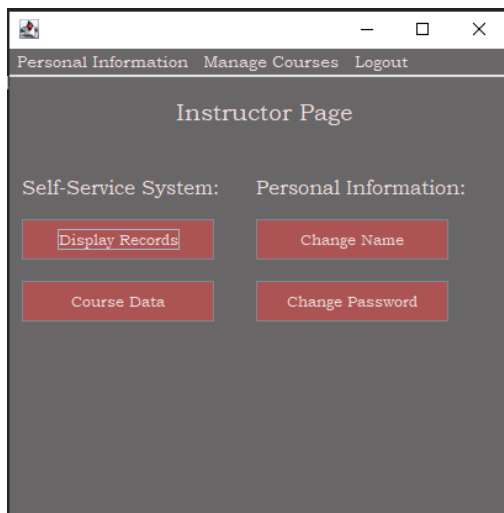 Personal Information Manage Courses Logout
Instructor Page
Self-Service System: Personal Information:
Display Records Change Name
Course Data Change Password